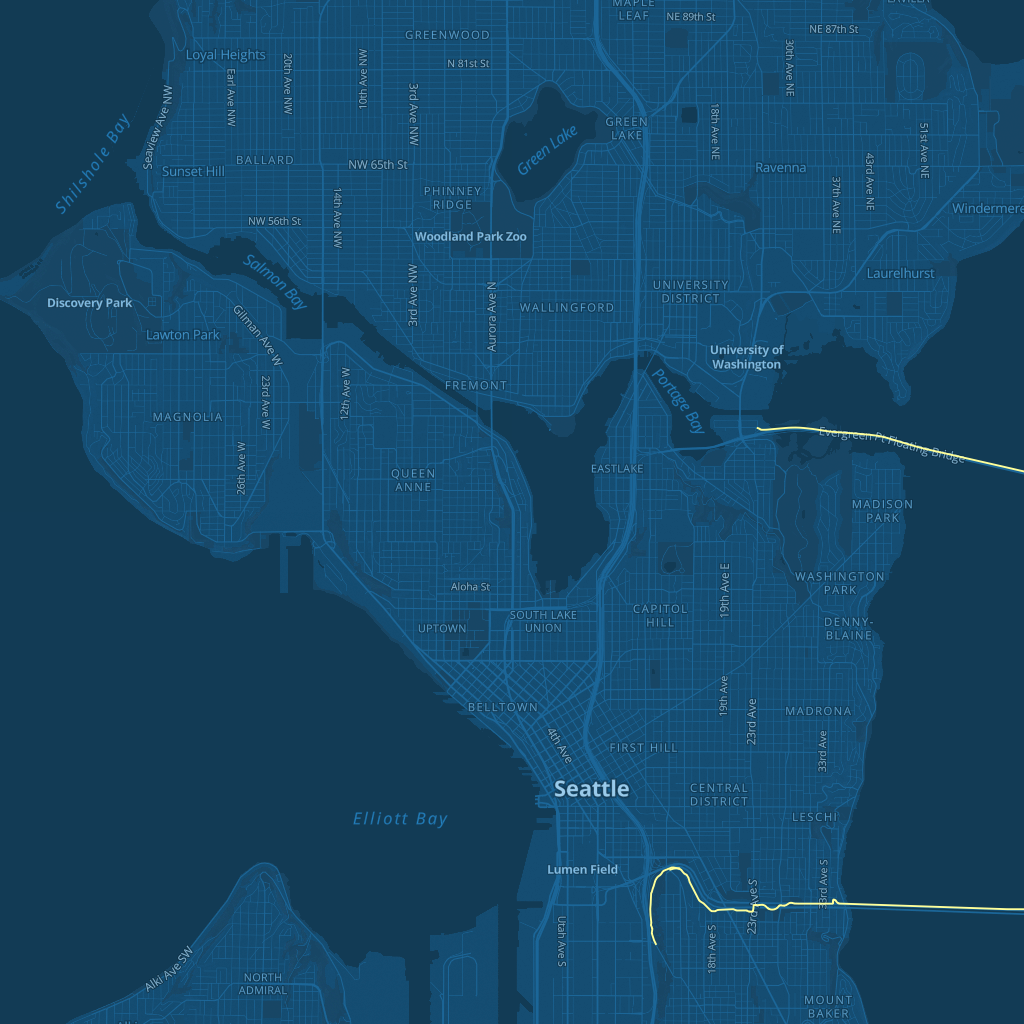 MAPLE
LEAF
NE 89th St
NE 87th St
GREENWOOD
Loyal Heights
N 81st St
Earl Ave NW
20th Ave NW
10th Ave NW
3rd Ave NW
30th Ave NE
Seaview Ave NW
Shilshole Bay
Green Lake
GREEN
LAKE
18th Ave NE
51st Ave NE
BALLARD
NW 65th St
Sunset Hill
Ravenna
43rd Ave NE
37th Ave NE
PHINNEY
RIDGE
14th Ave NW
NW 56th St
Windermere
Woodland Park Zoo
Salmon Bay
Laurelhurst
3rd Ave NW
Aurora Ave N
UNIVERSITY
DISTRICT
Discovery Park
WALLINGFORD
Lawton Park
Gilman Ave W
University of
Washington
FREMONT
12th Ave W
23rd Ave W
Portage Bay
MAGNOLIA
Evergreen Pt Floating Bridge
26th Ave W
QUEEN
ANNE
EASTLAKE
MADISON
PARK
Aloha St
19th Ave E
WASHINGTON
PARK
CAPITOL
HILL
SOUTH LAKE
UNION
UPTOWN
DENNY-
BLAINE
19th Ave
23rd Ave
BELLTOWN
MADRONA
4th Ave
FIRST HILL
33rd Ave
Seattle
CENTRAL
DISTRICT
Elliott Bay
LESCHI
Lumen Field
33rd Ave S
23rd Ave S
Utah Ave S
18th Ave S
Alki Ave SW
NORTH
ADMIRAL
MOUNT
BAKER